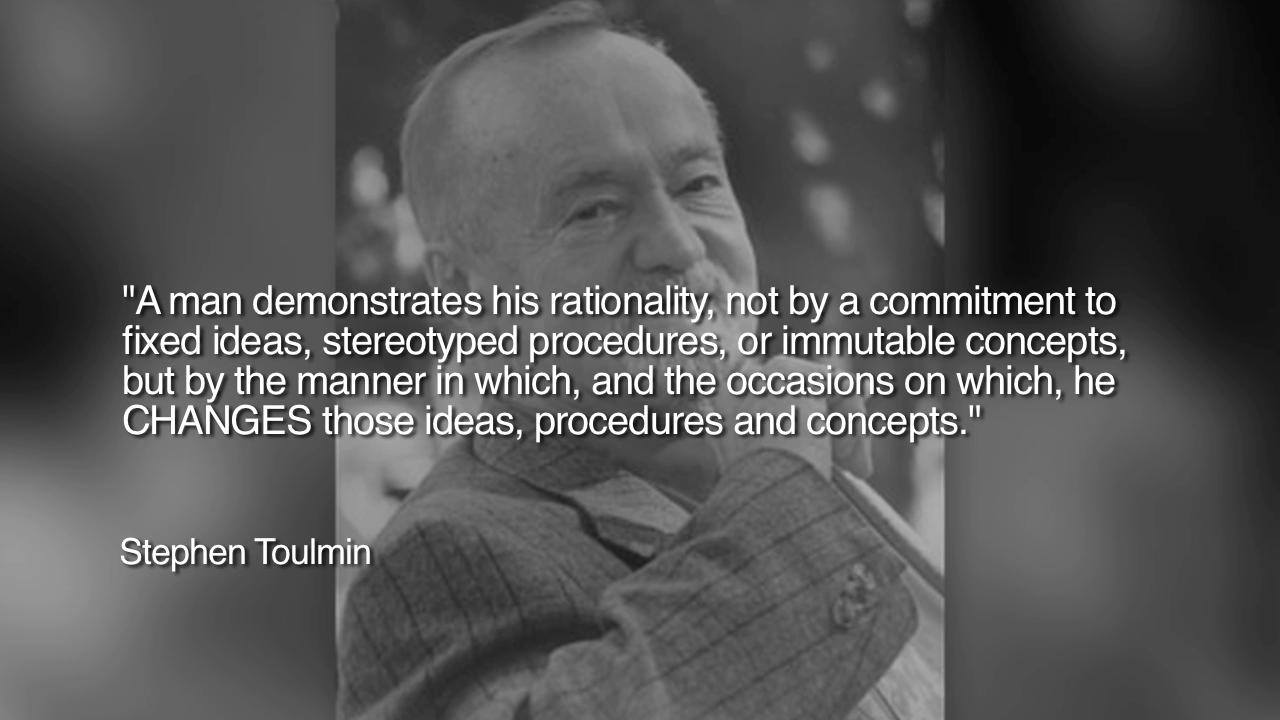 "A man demonstrates his rationality, not by a commitment to
fixed ideas, stereotyped procedures, or immutable concepts,
but by the manner in which, and the occasions on which, he
CHANGES those ideas, procedures and concepts."
Stephen Toulmin